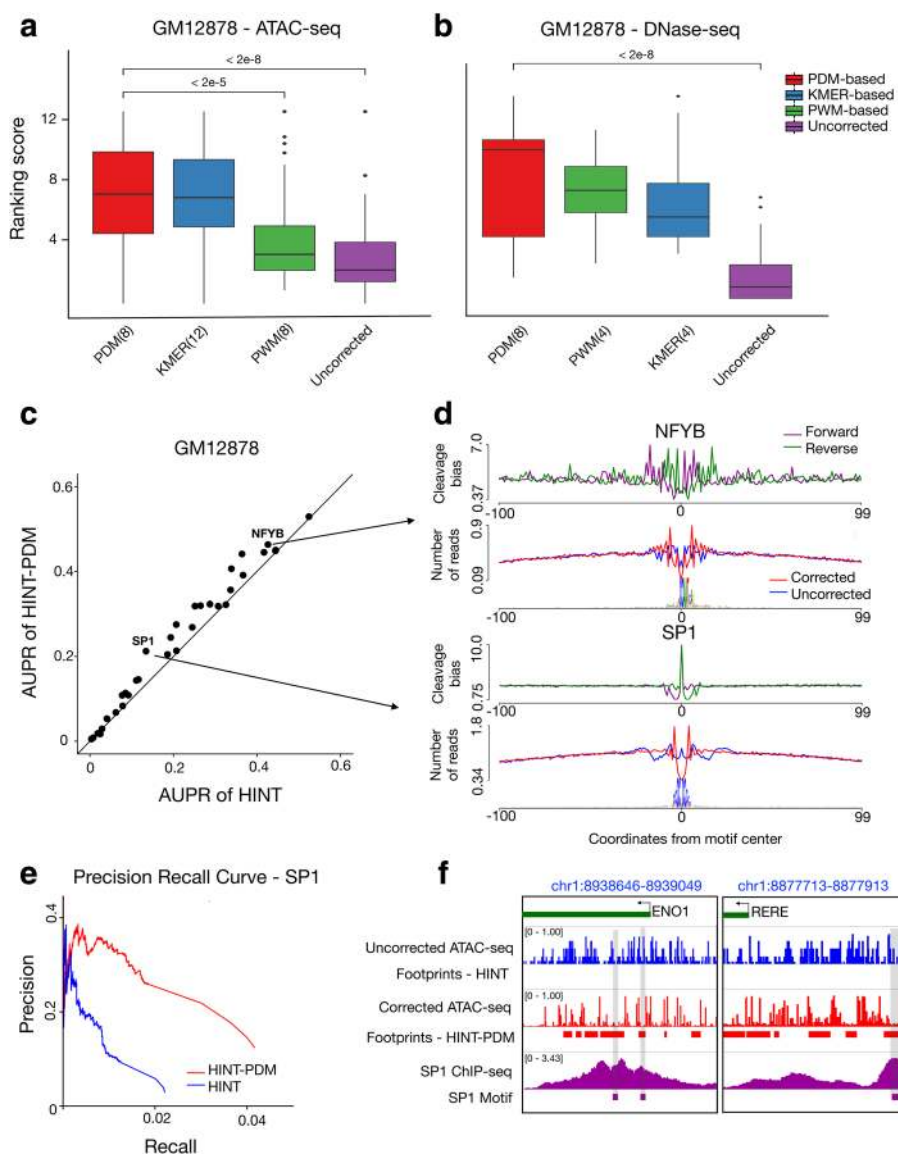 a
GM12878 - ATAC-seq
< 2e-8
< 2e-5
Ranking score
12
8
4
PDM(8)
KMER(12)
PWM(8)
Uncorrected
b
GM12878 - DNase-seq
< 2e-8
PDM-based
KMER-based
PWM-based
Uncorrected
PDM(8)
PWM(4)
KMER(4)
Uncorrected
c
GM12878
AUPR of HINT-PDM
0.6
0.4
0.2
0
NFYB
SP1
0
0.2
0.4
0.6
AUPR of HINT
d
NFYB
Forward
Reverse
Cleavage
bias
7.0
0.37
-100
0
99
Number
of reads
0.9
0.09
Corrected
Uncorrected
-100
0
99
SP1
Cleavage
bias
10.0
0.75
-100
0
99
Number
of reads
1.8
0.34
-100
0
99
Coordinates from motif center
e
Precision Recall Curve - SP1
Precision
0.4
0.2
0
HINT-PDM
HINT
0.02
0.04
Recall
f
chr1:8938646-8939049
chr1:8877713-8877913
ENO1
RERE
Uncorrected ATAC-seq
[0 - 1.00]
Footprints - HINT
Corrected ATAC-seq
[0 - 1.00]
Footprints - HINT-PDM
SP1 ChIP-seq
[0 - 3.43]
SP1 Motif